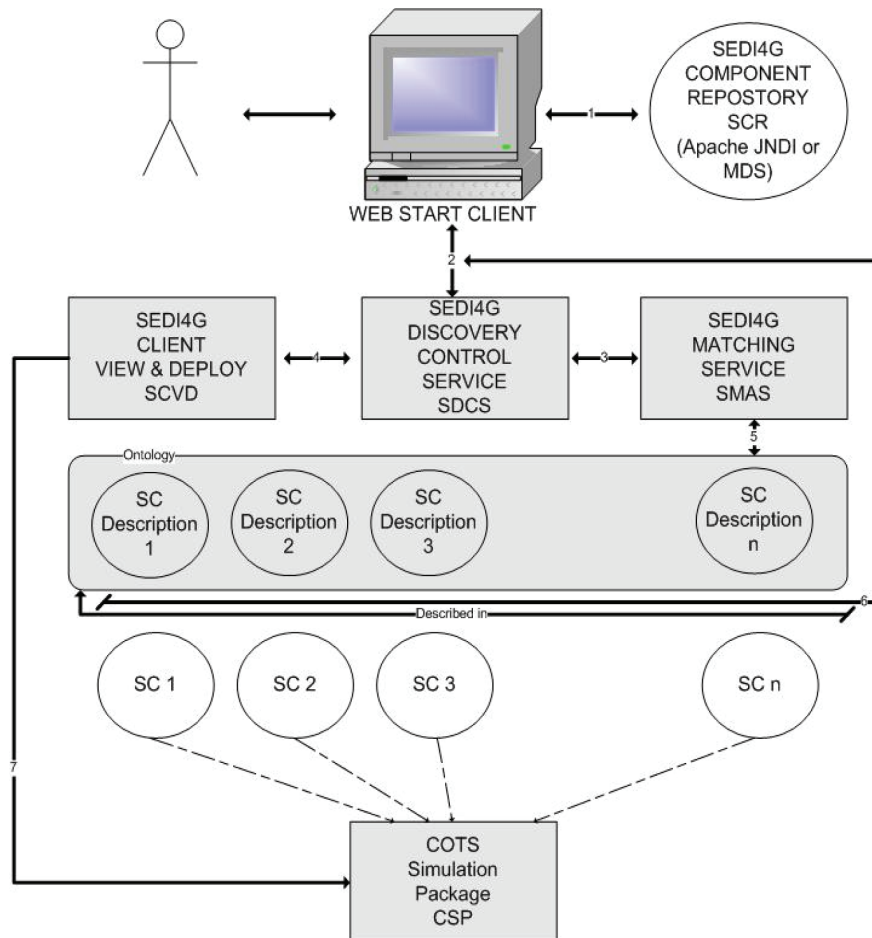 SEDI4G
COMPONENT
REPOSTORY
SCR
(Apache JNDI or
MDS)
1
WEB START CLIENT
2
SEDI4G
CLIENT
VIEW & DEPLOY
SCVD
4
SEDI4G
DISCOVERY
CONTROL
SERVICE
SDCS
3
SEDI4G
MATCHING
SERVICE
SMAS
5
Ontology
SC
Description
1
SC
Description
2
SC
Description
3
SC
Description
n
6
Described in
SC 1
SC 2
SC 3
SC n
7
COTS
Simulation
Package
CSP